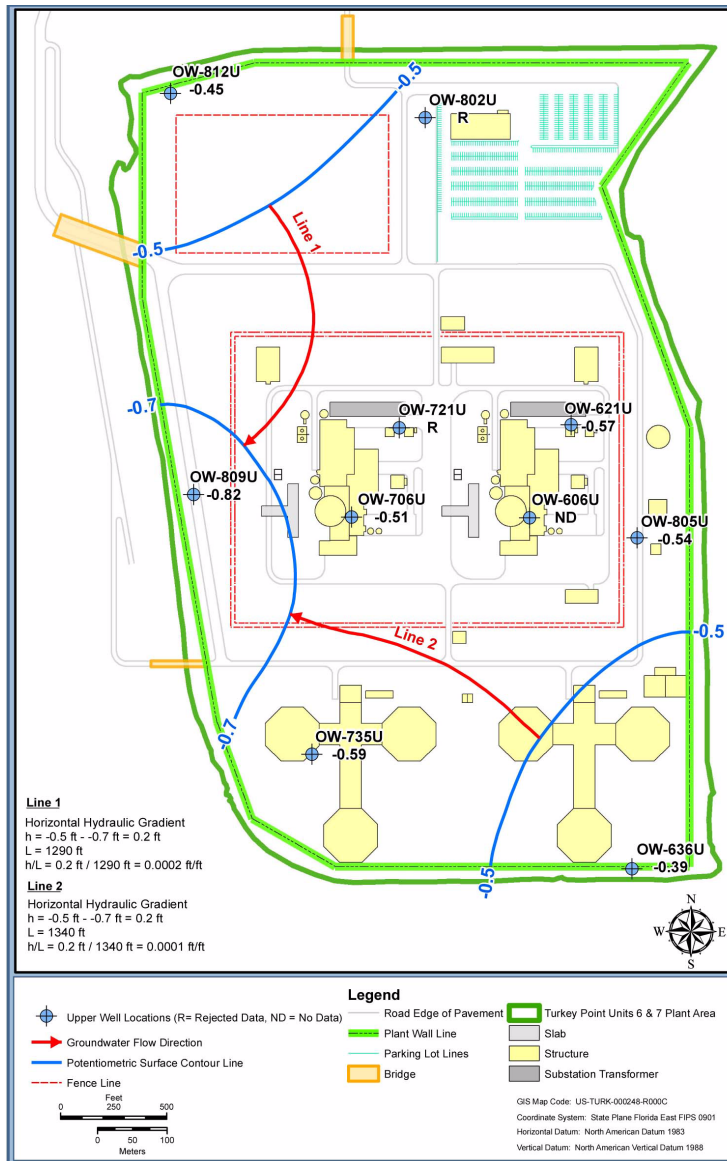 OW-812U
-0.45
-0.5
OW-802U
R
-0.5
Line 1
-0.7
OW-721U
R
OW-621U
-0.57
OW-809U
-0.82
OW-706U
-0.51
OW-606U
ND
OW-805U
-0.54
Line 2
-0.5
-0.7
OW-735U
-0.59
OW-636U
-0.39
-0.5
Line 1
Horizontal Hydraulic Gradient
h = -0.5 ft - -0.7 ft = 0.2 ft
L = 1290 ft
h/L = 0.2 ft / 1290 ft = 0.0002 ft/ft
Line 2
Horizontal Hydraulic Gradient
h = -0.5 ft - -0.7 ft = 0.2 ft
L = 1340 ft
h/L = 0.2 ft / 1340 ft = 0.0001 ft/ft
N
W E
S
Legend
Upper Well Locations (R= Rejected Data, ND = No Data)
Groundwater Flow Direction
Potentiometric Surface Contour Line
Fence Line
Road Edge of Pavement
Plant Wall Line
Parking Lot Lines
Bridge
Turkey Point Units 6 & 7 Plant Area
Slab
Structure
Substation Transformer
Feet
0 250 500
0 50 100
Meters
GIS Map Code: US-TURK-000248-R000C
Coordinate System: State Plane Florida East FIPS 0901
Horizontal Datum: North American Datum 1983
Vertical Datum: North American Vertical Datum 1988